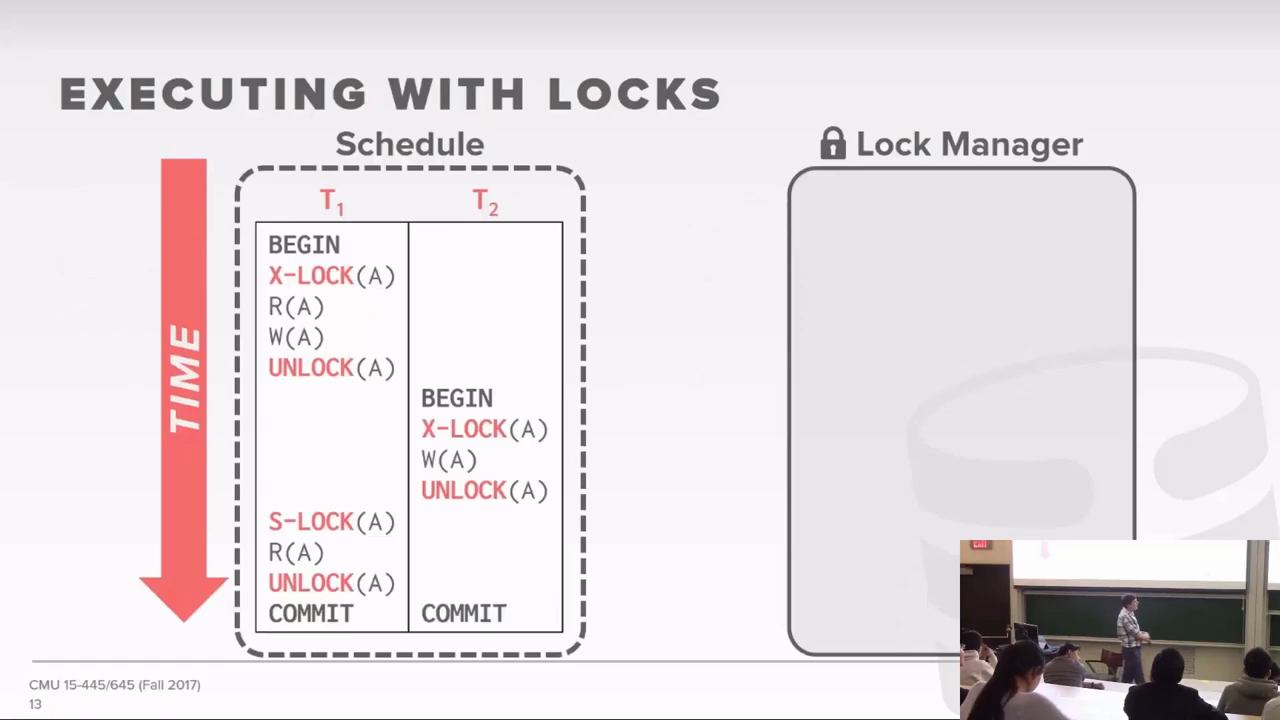 EXECUTING WITH LOCKS
Schedule
T1 T2
BEGIN
X-LOCK(A)
R(A)
W(A)
UNLOCK(A)
BEGIN
X-LOCK(A)
W(A)
UNLOCK(A)
S-LOCK(A)
R(A)
UNLOCK(A)
COMMIT COMMIT
TIME
Lock Manager
CMU 15-445/645 (Fall 2017)
13
EXIT